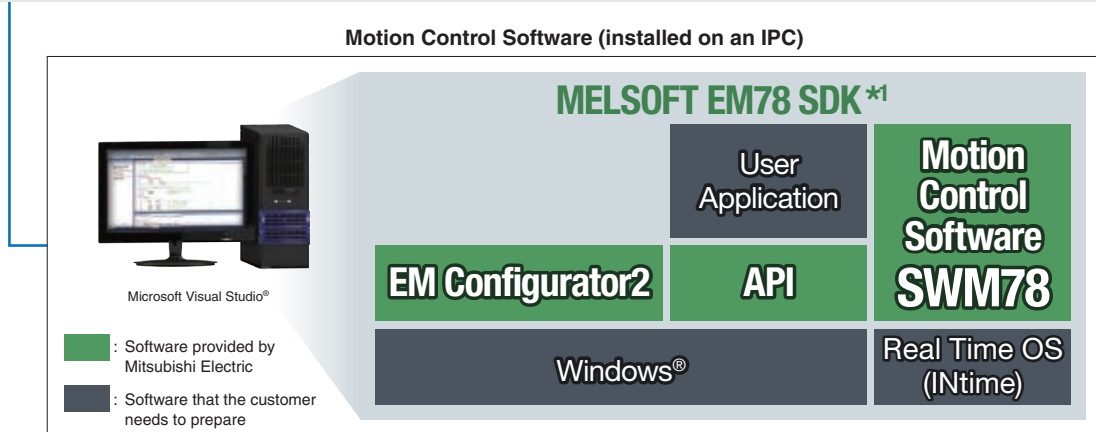 Motion Control Software (installed on an IPC)
MELSOFT EM78 SDK *1
User
Application
Motion
Control
Software
SWM78
EM Configurator2
API
Windows®
Real Time OS
(INtime)
Microsoft Visual Studio®
: Software provided by
Mitsubishi Electric
: Software that the customer
needs to prepare